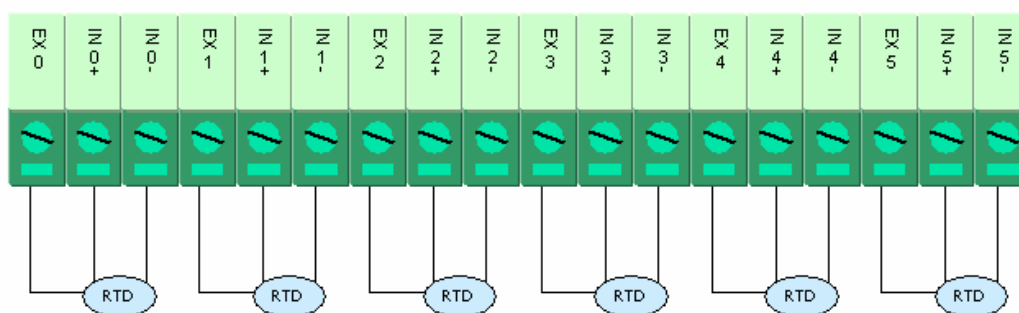 EX 0 IN 0+ IN 0- EX 1 IN 1+ IN 1- EX 2 IN 2+ IN 2- EX 3 IN 3+ IN 3- EX 4 IN 4+ IN 4- EX 5 IN 5+ IN 5-
RTD RTD RTD RTD RTD RTD